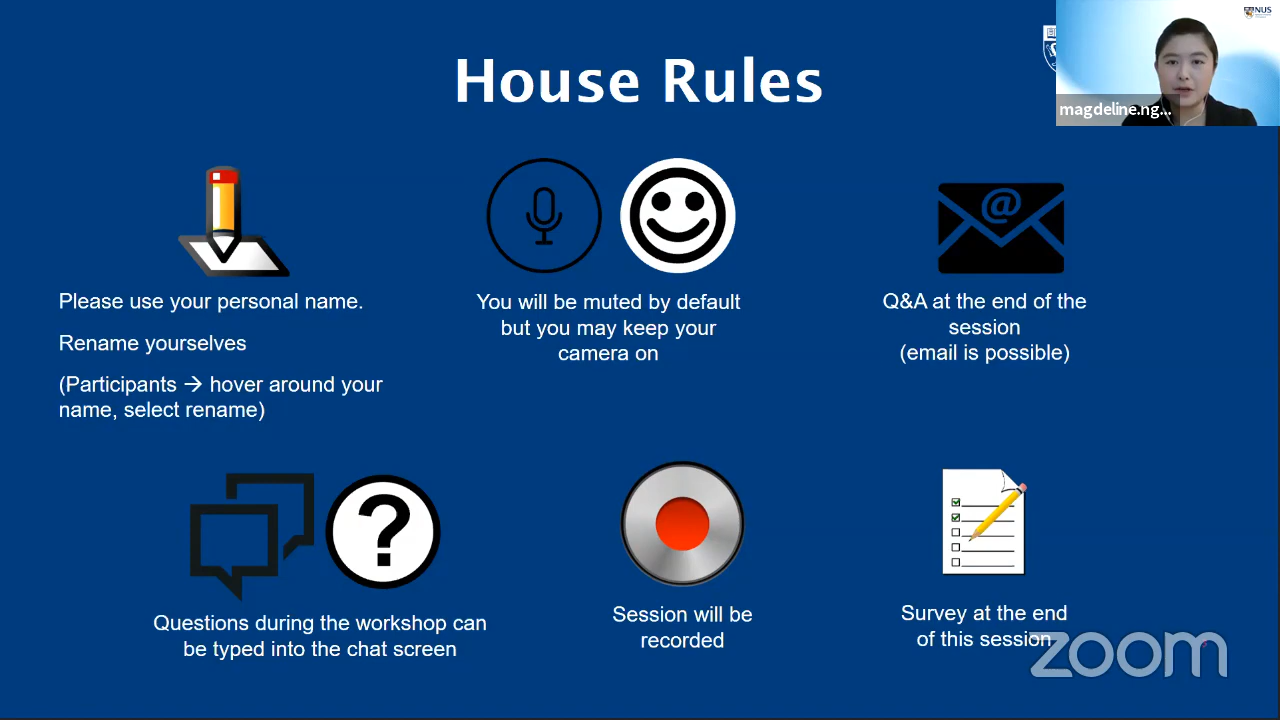 House Rules
NUS
magdeline.ng...
@
Please use your personal name.
Rename yourselves
(Participants → hover around your
name, select rename)
You will be muted by default
but you may keep your
camera on
Q&A at the end of the
session
(email is possible)
?
Questions during the workshop can
be typed into the chat screen
Session will be
recorded
Survey at the end
of this session
zoom